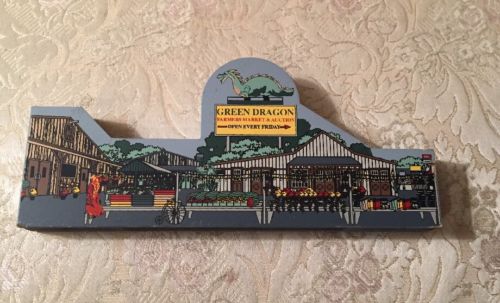 GREEN DRAGON
FARMERS MARKET & AUCTION
OPEN EVERY FRIDAY